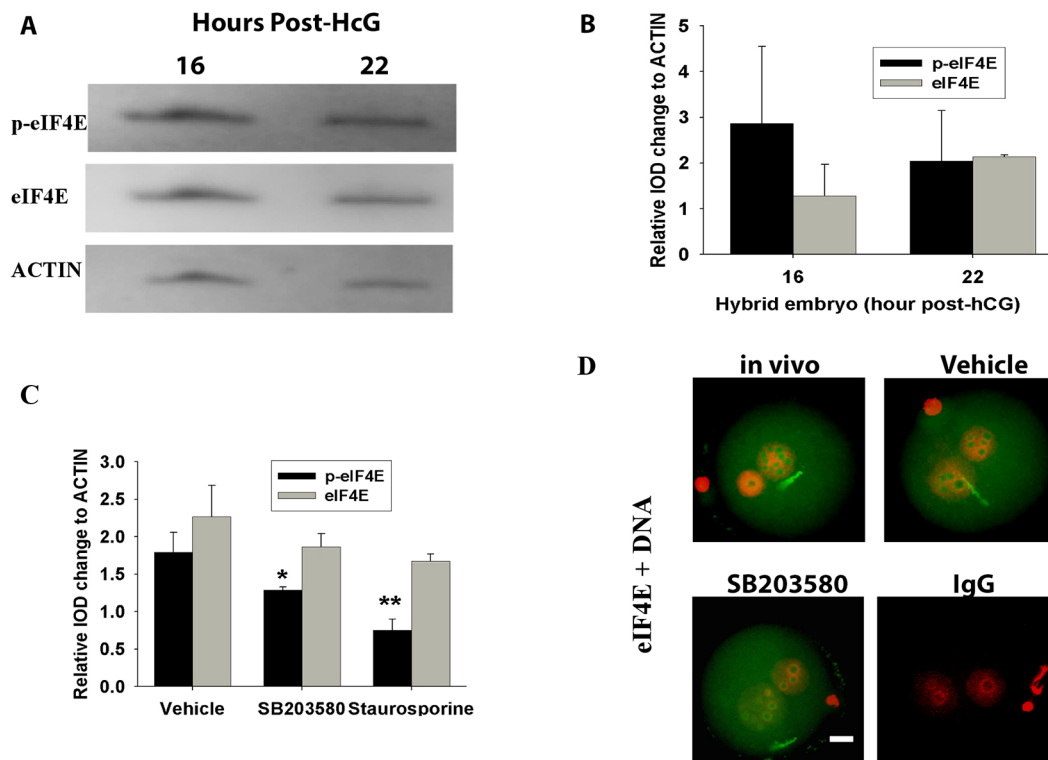 A
Hours Post-HcG
16 22
p-eIF4E
eIF4E
ACTIN
B
Relative IOD change to ACTIN
5
4
3
2
1
0
p-eIF4E
eIF4E
16 22
Hybrid embryo (hour post-hCG)
C
Relative IOD change to ACTIN
3.0
2.5
2.0
1.5
1.0
0.5
0.0
p-eIF4E
eIF4E
*
**
Vehicle SB203580 Staurosporine
D
eIF4E + DNA
in vivo Vehicle
SB203580 IgG